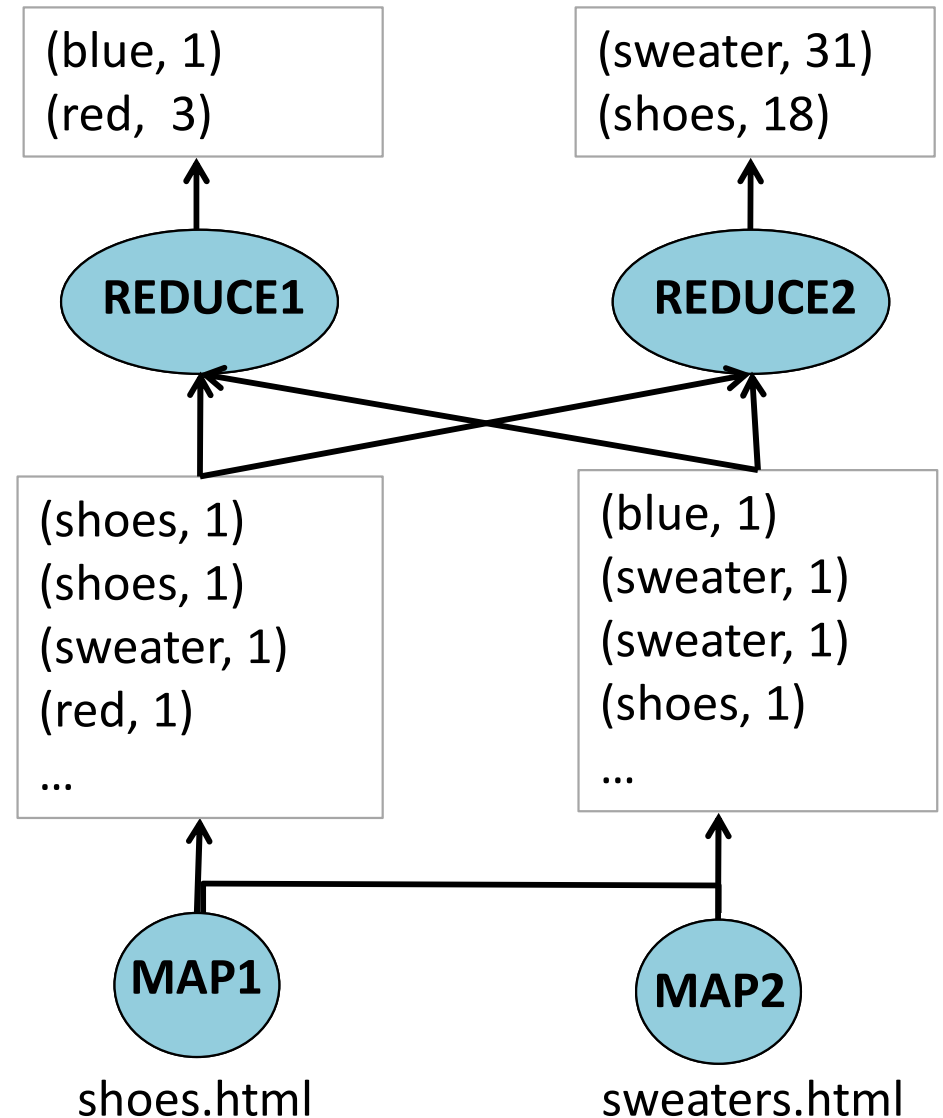 (blue, 1)
(red,  3)
(sweater, 31)
(shoes, 18)
REDUCE1
REDUCE2
(shoes, 1)
(shoes, 1)
(sweater, 1)
(red, 1)
...
(blue, 1)
(sweater, 1)
(sweater, 1)
(shoes, 1)
...
MAP1
MAP2
shoes.html
sweaters.html